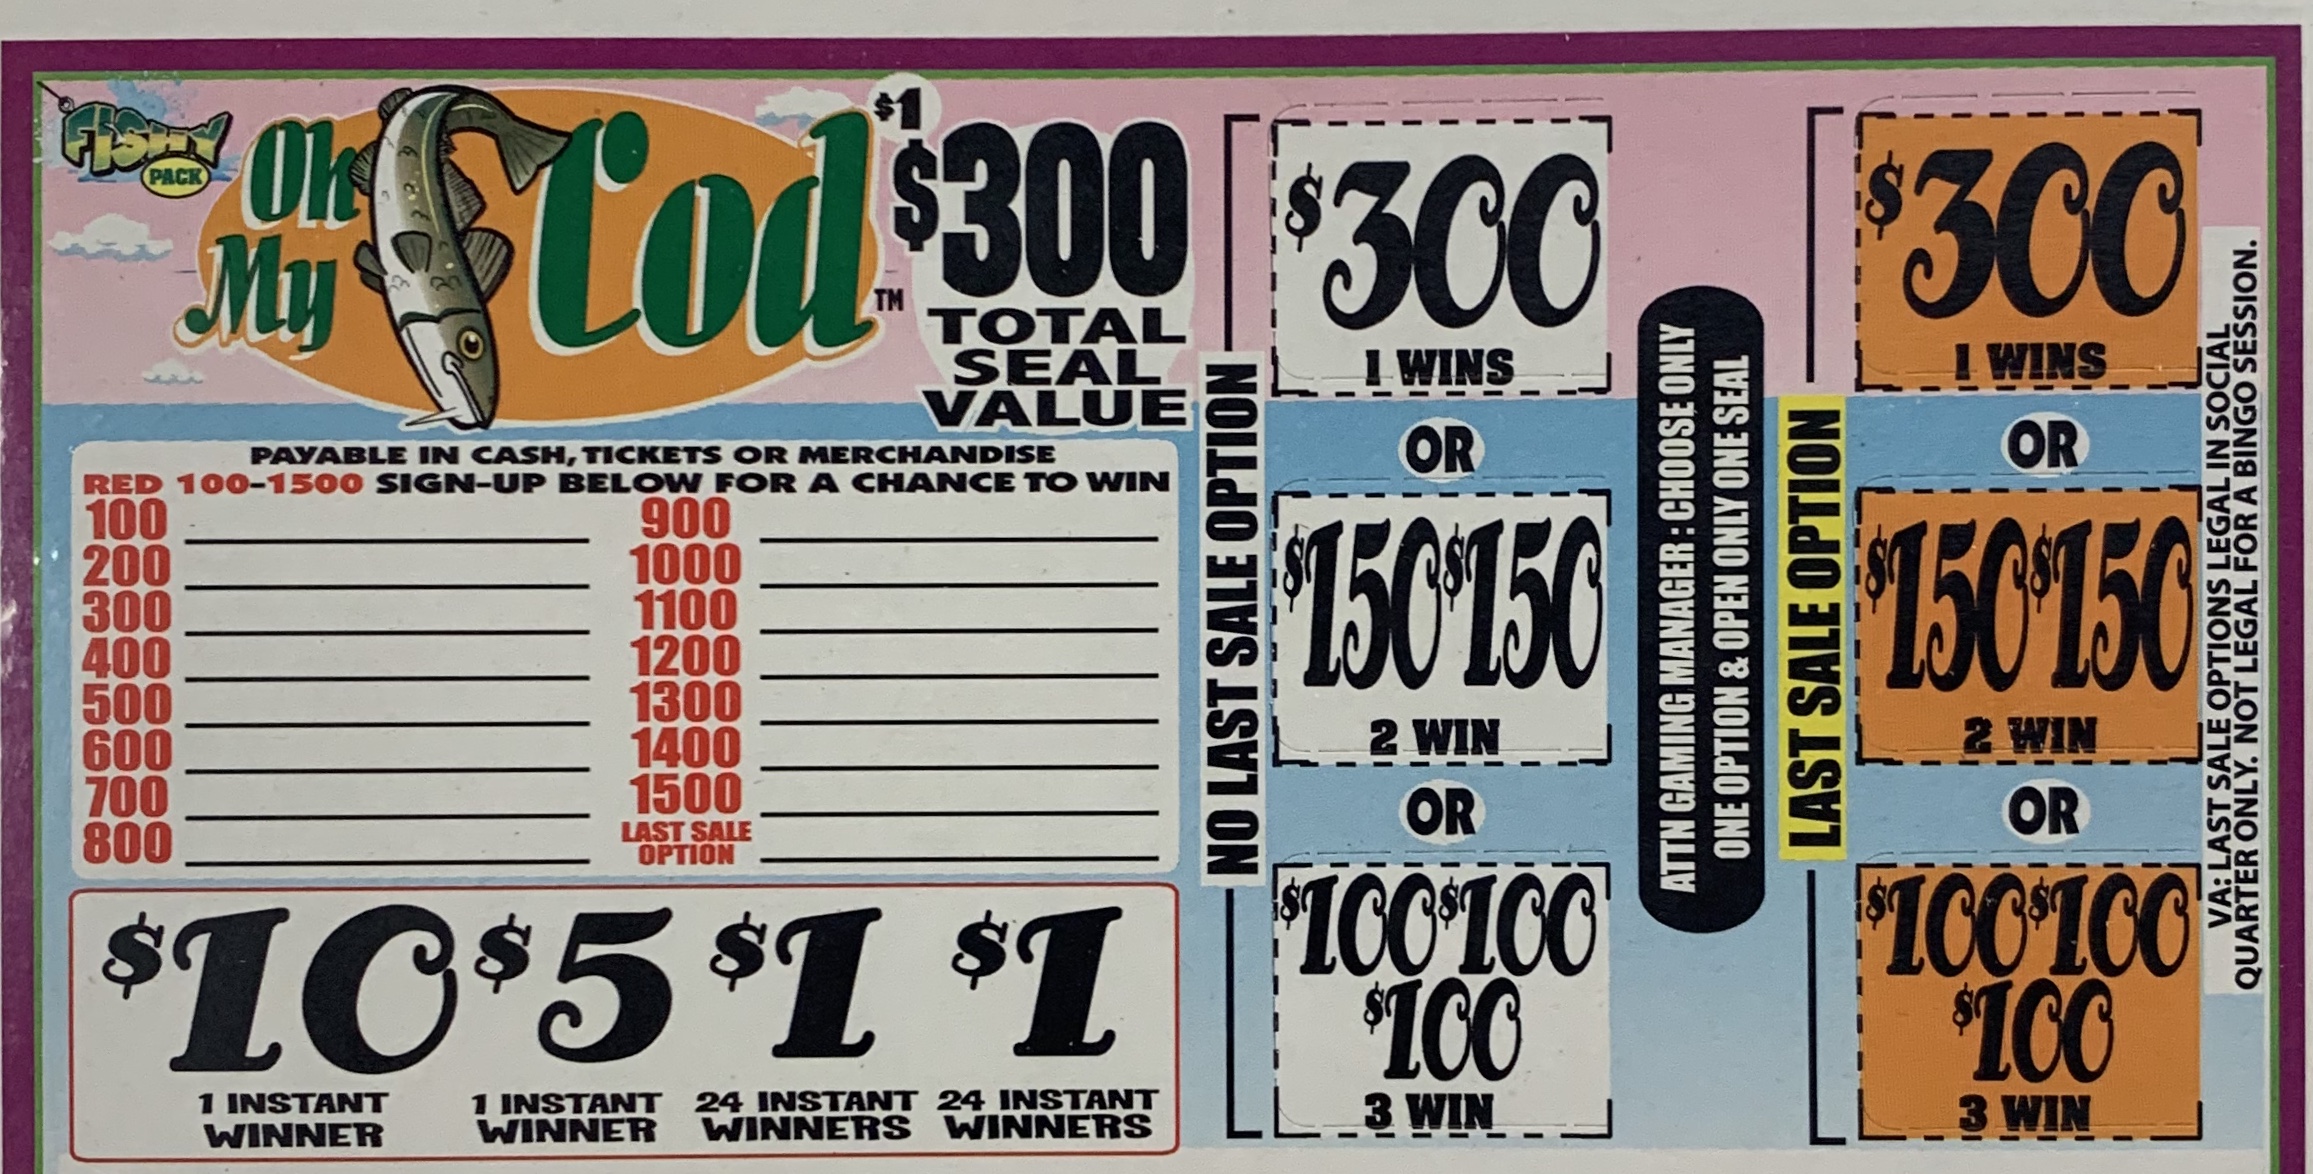 FISHY
PACK
Oh
My
Cod
TM
$1
$300
TOTAL
SEAL
VALUE
PAYABLE IN CASH, TICKETS OR MERCHANDISE
RED 100-1500 SIGN-UP BELOW FOR A CHANCE TO WIN
100
200
300
400
500
600
700
800
900
1000
1100
1200
1300
1400
1500
LAST SALE
OPTION
$10
1 INSTANT
WINNER
$5
1 INSTANT
WINNER
$1
24 INSTANT
WINNERS
$1
24 INSTANT
WINNERS
NO LAST SALE OPTION
$300
1 WINS
OR
$150 $150
2 WIN
OR
$100 $100
$100
3 WIN
ATTN GAMING MANAGER : CHOOSE ONLY
ONE OPTION & OPEN ONLY ONE SEAL
LAST SALE OPTION
$300
1 WINS
OR
$150 $150
2 WIN
OR
$100 $100
$100
3 WIN
VA: LAST SALE OPTIONS LEGAL IN SOCIAL
QUARTER ONLY. NOT LEGAL FOR A BINGO SESSION.